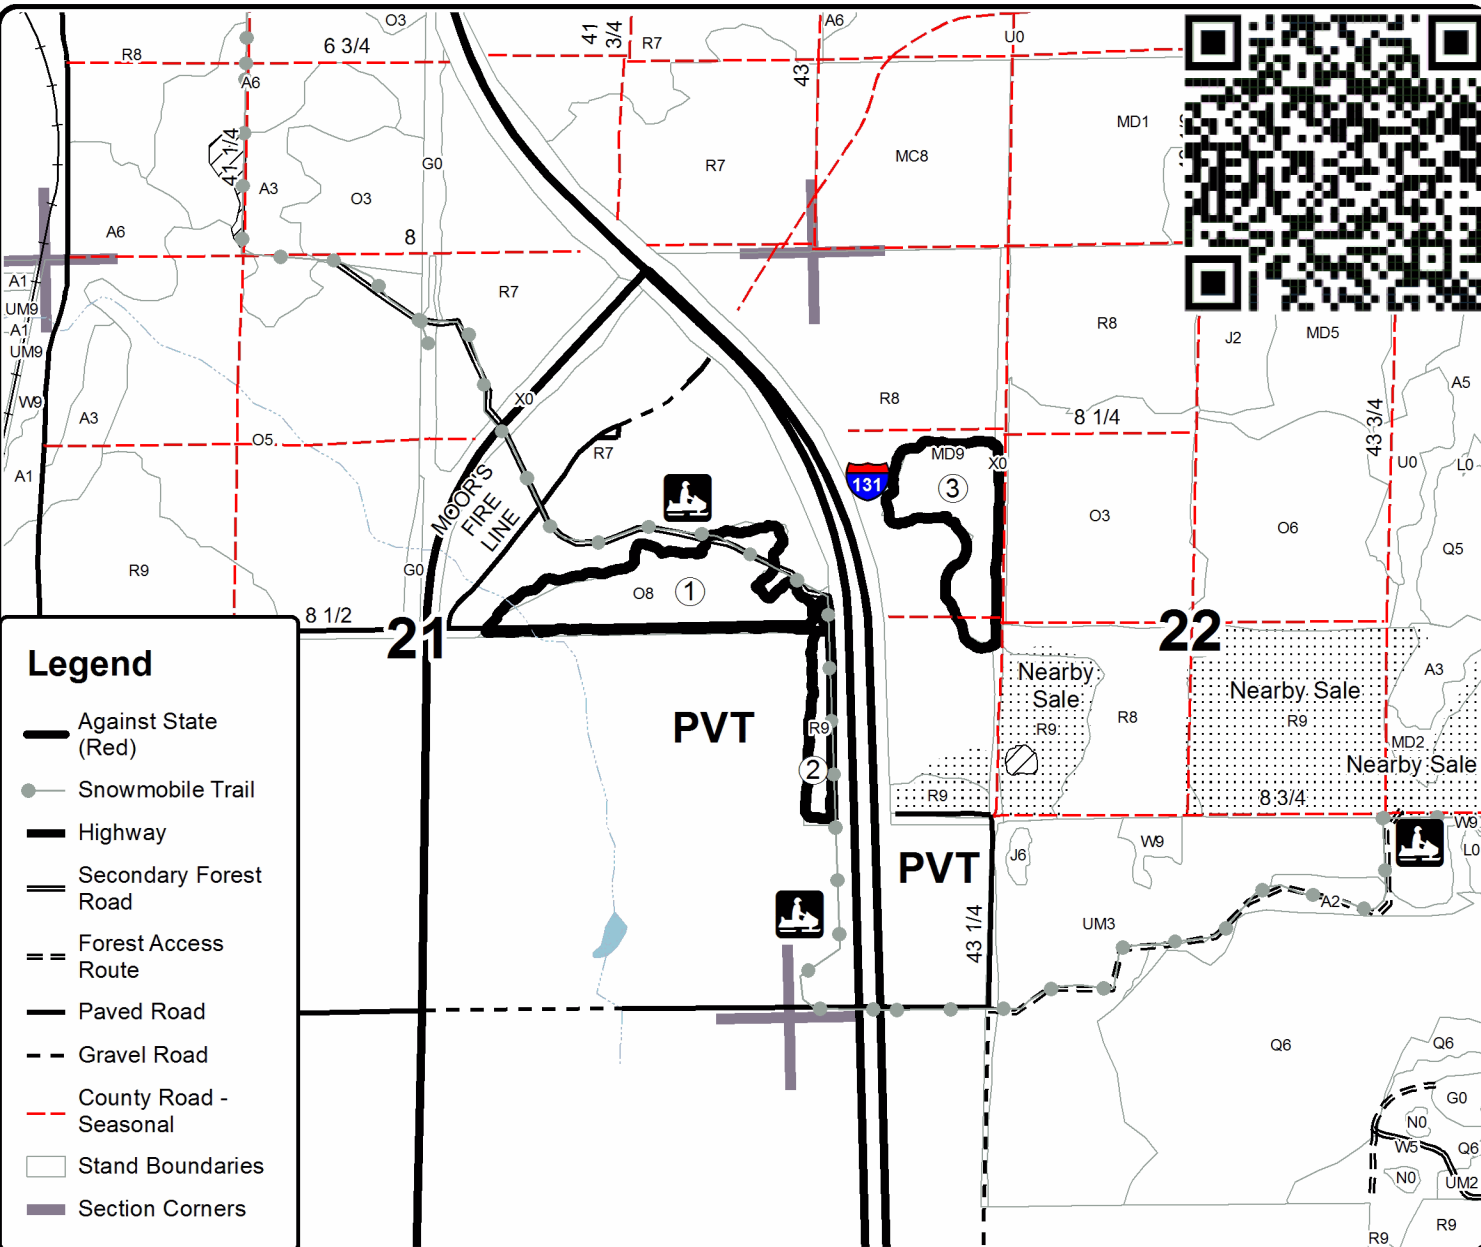 O3
A6
41 3/4
R7
U0
R8
6 3/4
A6
43
MD1
41 1/4
G0
R7
MC8
A3
O3
A6
8
A1
UM9
A1
UM9
R7
R8
J2
MD5
W9
A3
X0
R8
8 1/4
A5
43 3/4
O5
R7
MD9
X0
U0
L0
A1
131
3
MOOR'S
FIRE
LINE
O3
O6
Q5
R9
G0
O8
1
8 1/2
21
22
Nearby
Sale
Nearby Sale
A3
R9
R8
R9
PVT
R9
MD2
Nearby Sale
2
R9
8 3/4
W9
L0
J6
W9
PVT
A2
UM3
43 1/4
Q6
Q6
G0
N0
W5
Q6
N0
UM2
R9
R9
Legend
Against State
(Red)
Snowmobile Trail
Highway
Secondary Forest
Road
Forest Access
Route
Paved Road
Gravel Road
County Road -
Seasonal
Stand Boundaries
Section Corners